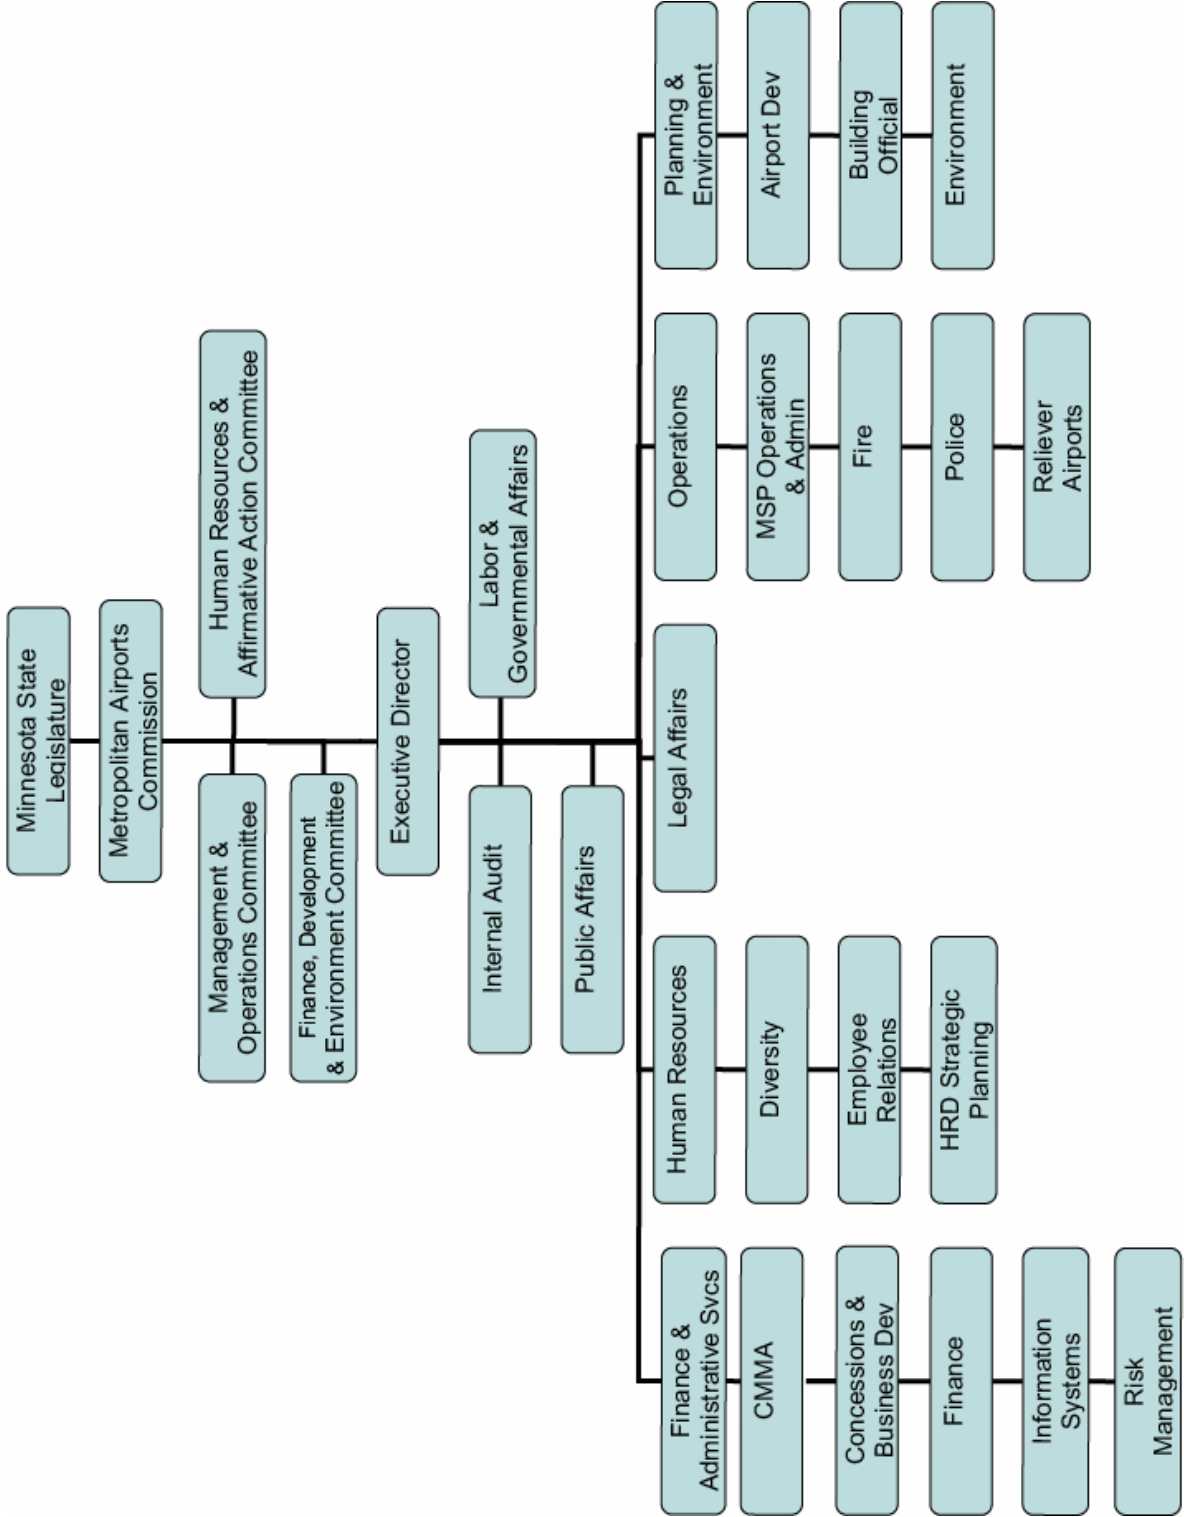 Minnesota State
Legislature
Metropolitan Airports
Commission
Management &
Operations Committee
Human Resources &
Affirmative Action Committee
Finance, Development
& Environment Committee
Executive Director
Internal Audit
Labor &
Governmental Affairs
Public Affairs
Finance &
Administrative Svcs
CMMA
Concessions &
Business Dev
Finance
Information
Systems
Risk
Management
Human Resources
Diversity
Employee
Relations
HRD Strategic
Planning
Legal Affairs
Operations
MSP Operations
& Admin
Fire
Police
Reliever
Airports
Planning &
Environment
Airport Dev
Building
Official
Environment